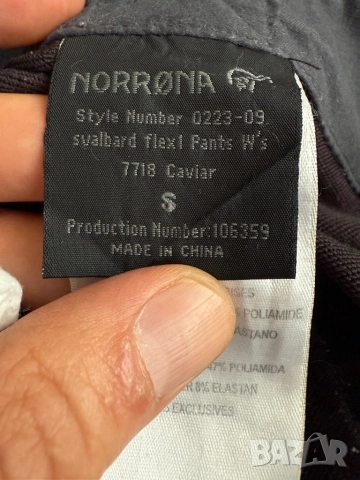 NORRØNA
Style Number 0223-09
svalbard flex1 Pants W's
7718 Caviar
S
Production Number:106359
MADE IN CHINA
POLIAMIDE
ELASTANO
47% POLIAMIDA
8% ELASTAN
EXCLUSIVES
BAZAR